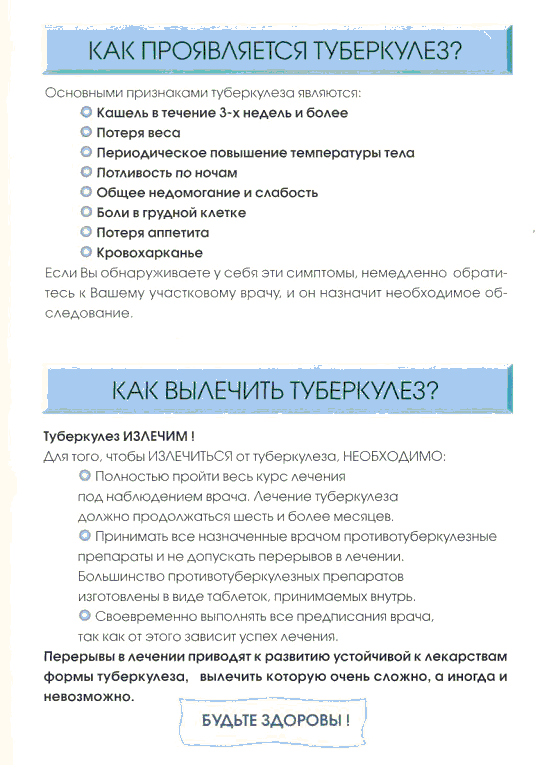 КАК ПРОЯВЛЯЕТСЯ ТУБЕРКУЛЕЗ?
Основными признаками туберкулеза являются:
Кашель в течение 3-х недель и более
Потеря веса
Периодическое повышение температуры тела
Потливость по ночам
Общее недомогание и слабость
Боли в грудной клетке
Потеря аппетита
Кровохарканье
Если Вы обнаруживаете у себя эти симптомы, немедленно обрати-
тесь к Вашему участковому врачу, и он назначит необходимое об-
следование.
КАК ВЫЛЕЧИТЬ ТУБЕРКУЛЕЗ?
Туберкулез ИЗЛЕЧИМ !
Для того, чтобы ИЗЛЕЧИТЬСЯ от туберкулеза, НЕОБХОДИМО:
Полностью пройти весь курс лечения
под наблюдением врача. Лечение туберкулеза
должно продолжаться шесть и более месяцев.
Принимать все назначенные врачом противотуберкулезные
препараты и не допускать перерывов в лечении.
Большинство противотуберкулезных препаратов
изготовлены в виде таблеток, принимаемых внутрь.
Своевременно выполнять все предписания врача,
так как от этого зависит успех лечения.
Перерывы в лечении приводят к развитию устойчивой к лекарствам
формы туберкулеза, вылечить которую очень сложно, а иногда и
невозможно.
БУДЬТЕ ЗДОРОВЫ !